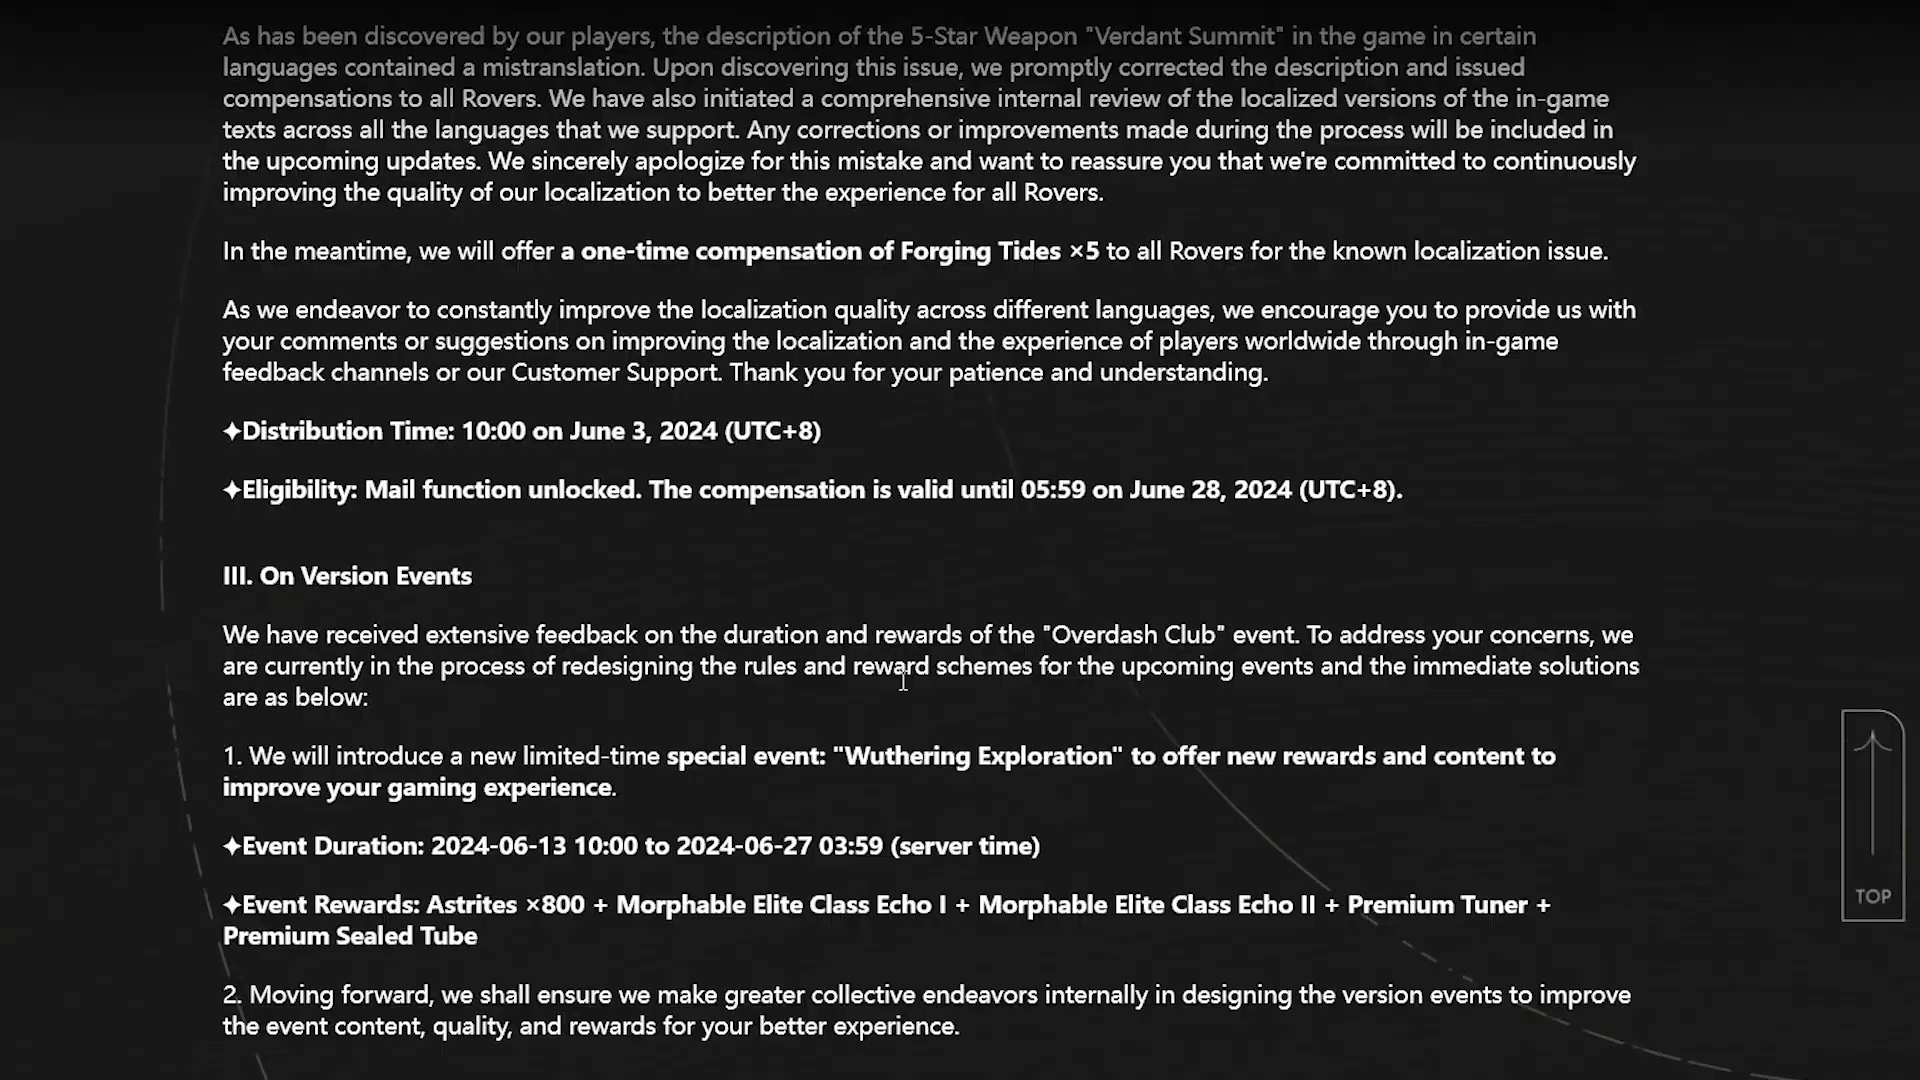 As has been discovered by our players, the description of the 5-Star Weapon "Verdant Summit" in the game in certain
languages contained a mistranslation. Upon discovering this issue, we promptly corrected the description and issued
compensations to all Rovers. We have also initiated a comprehensive internal review of the localized versions of the in-game
texts across all the languages that we support. Any corrections or improvements made during the process will be included in
the upcoming updates. We sincerely apologize for this mistake and want to reassure you that we're committed to continuously
improving the quality of our localization to better the experience for all Rovers.
In the meantime, we will offer a one-time compensation of Forging Tides ×5 to all Rovers for the known localization issue.
As we endeavor to constantly improve the localization quality across different languages, we encourage you to provide us with
your comments or suggestions on improving the localization and the experience of players worldwide through in-game
feedback channels or our Customer Support. Thank you for your patience and understanding.
✦Distribution Time: 10:00 on June 3, 2024 (UTC+8)
✦Eligibility: Mail function unlocked. The compensation is valid until 05:59 on June 28, 2024 (UTC+8).
III. On Version Events
We have received extensive feedback on the duration and rewards of the "Overdash Club" event. To address your concerns, we
are currently in the process of redesigning the rules and reward schemes for the upcoming events and the immediate solutions
are as below:
1. We will introduce a new limited-time special event: "Wuthering Exploration" to offer new rewards and content to
improve your gaming experience.
✦Event Duration: 2024-06-13 10:00 to 2024-06-27 03:59 (server time)
✦Event Rewards: Astrites ×800 + Morphable Elite Class Echo I + Morphable Elite Class Echo II + Premium Tuner +
Premium Sealed Tube
2. Moving forward, we shall ensure we make greater collective endeavors internally in designing the version events to improve
the event content, quality, and rewards for your better experience.
TOP